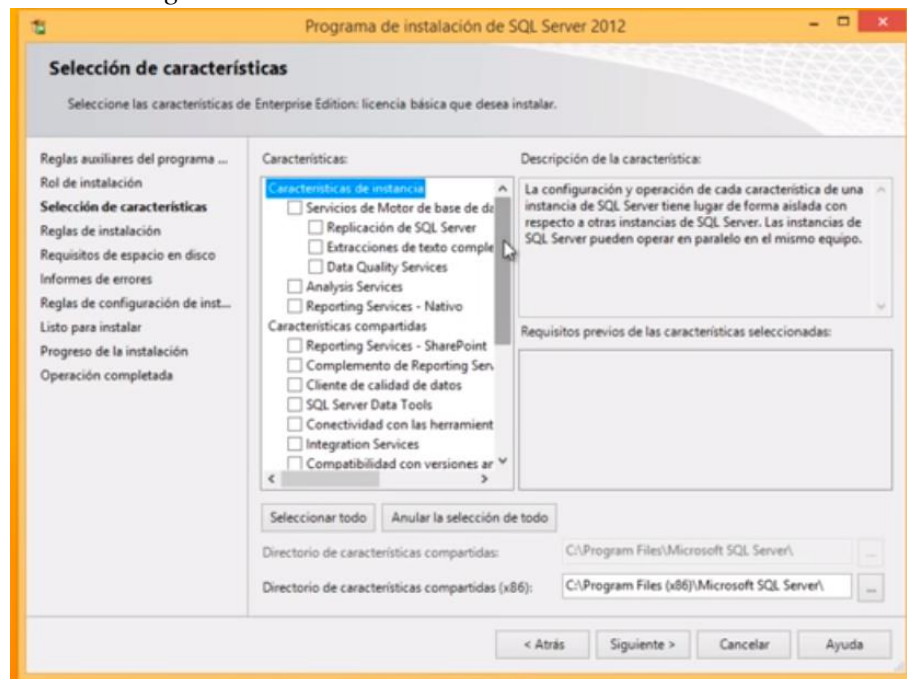 Programa de instalación de SQL Server 2012
Selección de características
Seleccione las características de Enterprise Edition: licencia básica que desea instalar.
Reglas auxiliares del programa ...
Rol de instalación
Selección de características
Reglas de instalación
Requisitos de espacio en disco
Informes de errores
Reglas de configuración de inst...
Listo para instalar
Progreso de la instalación
Operación completada
Características:
Características de instancia
Servicios de Motor de base de da
Replicación de SQL Server
Extracciones de texto comple
Data Quality Services
Analysis Services
Reporting Services - Nativo
Características compartidas
Reporting Services - SharePoint
Complemento de Reporting Serv
Cliente de calidad de datos
SQL Server Data Tools
Conectividad con las herramient
Integration Services
Compatibilidad con versiones ar
Descripción de la característica:
La configuración y operación de cada característica de una
instancia de SQL Server tiene lugar de forma aislada con
respecto a otras instancias de SQL Server. Las instancias de
SQL Server pueden operar en paralelo en el mismo equipo.
Requisitos previos de las características seleccionadas:
Seleccionar todo
Anular la selección de todo
Directorio de características compartidas:
C:\Program Files\Microsoft SQL Server\
...
Directorio de características compartidas (x86):
C:\Program Files (x86)\Microsoft SQL Server\
...
< Atrás
Siguiente >
Cancelar
Ayuda